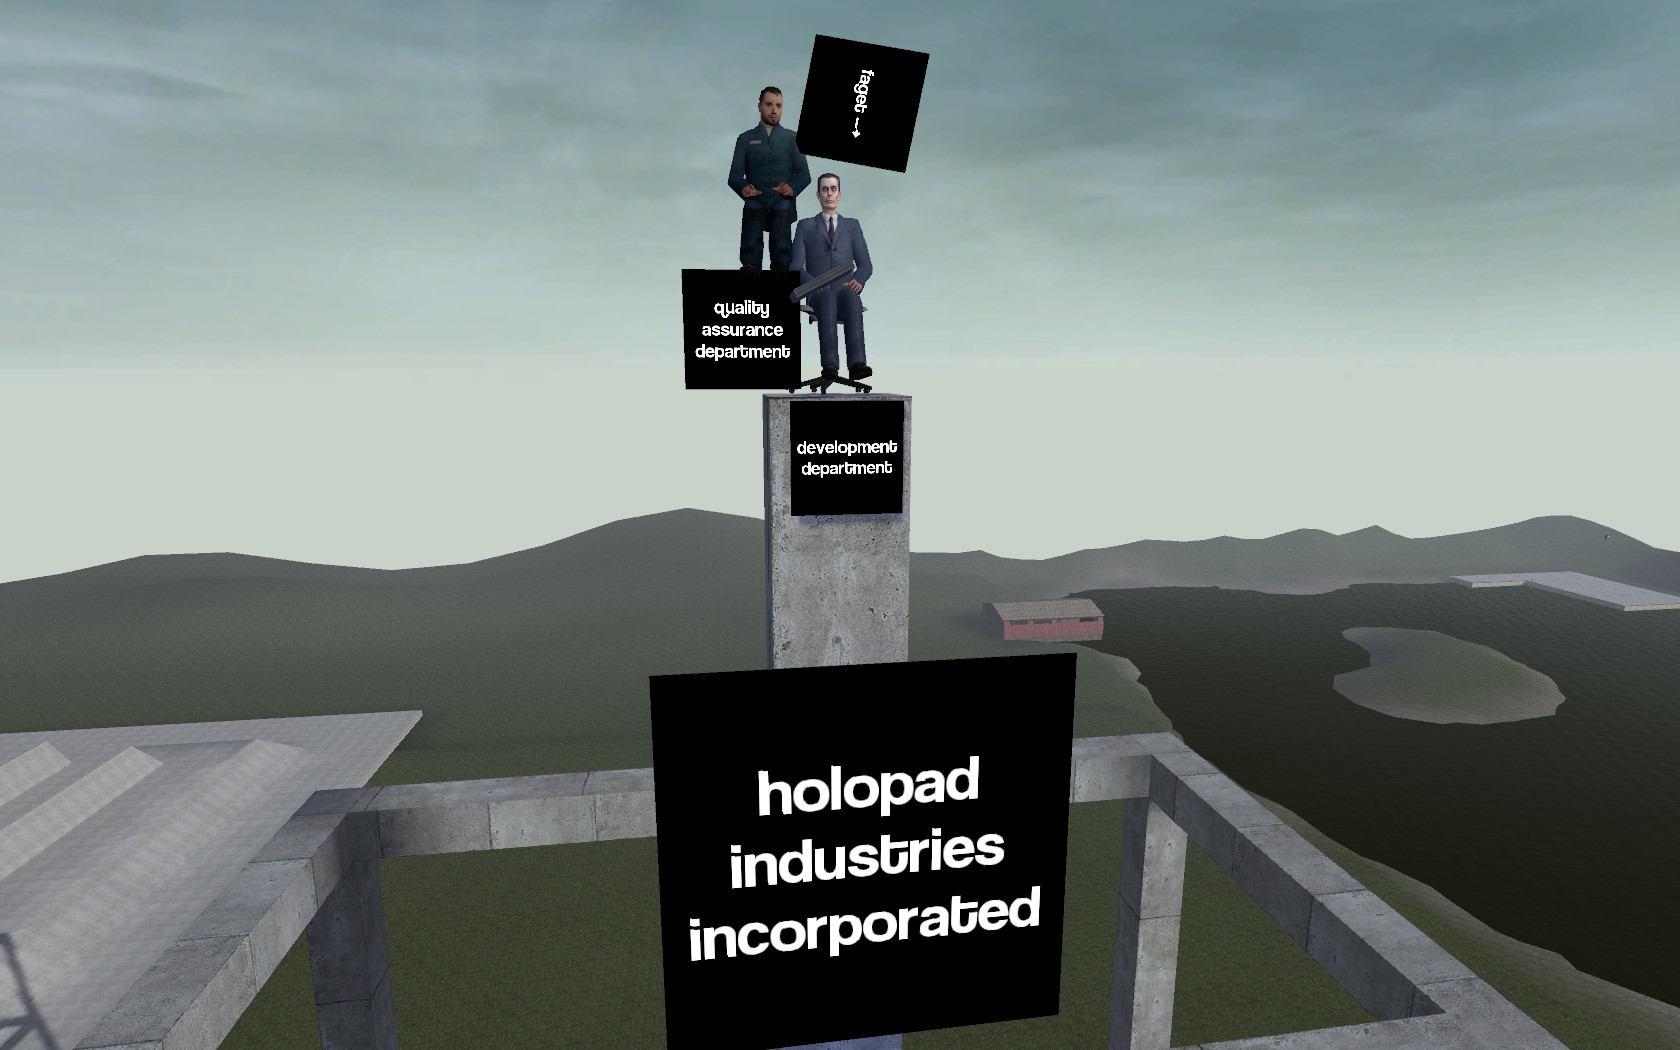 faget →
quality
assurance
department
development
department
holopad
industries
incorporated